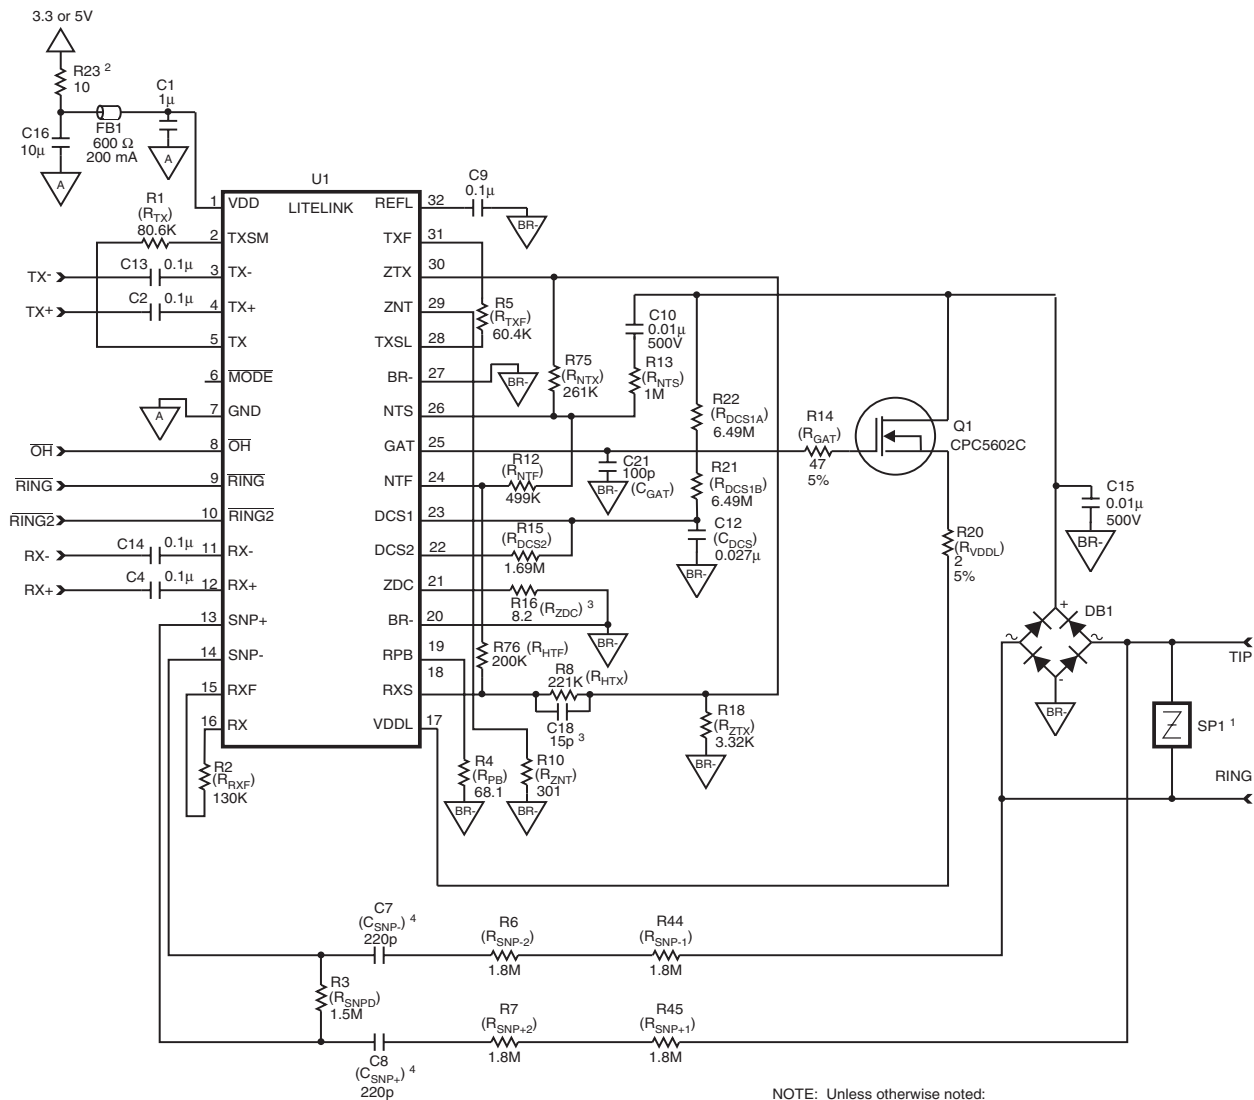 3.3 or 5V
R23 2
10
C1
1µ
C16
10µ
FB1
600 Ω
200 mA
A
A
U1
LITELINK
C9
0.1µ
BR-
R1
(RTX)
80.6K
1 VDD
2 TXSM
3 TX-
4 TX+
5 TX
6 MODE
7 GND
8 OH
9 RING
10 RING2
11 RX-
12 RX+
13 SNP+
14 SNP-
15 RXF
16 RX
REFL 32
TXF 31
ZTX 30
ZNT 29
TXSL 28
BR- 27
NTS 26
GAT 25
NTF 24
DCS1 23
DCS2 22
ZDC 21
BR- 20
RPB 19
RXS 18
VDDL 17
TX-
C13 0.1µ
TX+
C2 0.1µ
A
OH
RING
RING2
RX-
C14 0.1µ
RX+
C4 0.1µ
R2
(RRXF)
130K
R5
(RTXF)
60.4K
BR-
R75
(RNTX)
261K
C10
0.01µ
500V
R13
(RNTS)
1M
R22
(RDCS1A)
6.49M
R14
(RGAT)
47
5%
Q1
CPC5602C
R12
(RNTF)
499K
C21
100p
(CGAT)
BR-
R21
(RDCS1B)
6.49M
C15
0.01µ
500V
BR-
R15
(RDCS2)
1.69M
C12
(CDCS)
0.027µ
BR-
R20
(RVDDL)
2
5%
R16 (RZDC) 3
8.2
BR-
R76 (RHTF)
200K
R8
221K (RHTX)
C18
15p 3
R18
(RZTX)
3.32K
BR-
R4
(RPB)
68.1
BR-
R10
(RZNT)
301
BR-
DB1
+
~
~
-
BR-
TIP
SP1 1
RING
C7
(CSNP-) 4
220p
R6
(RSNP-2)
1.8M
R44
(RSNP-1)
1.8M
R3
(RSNPD)
1.5M
R7
(RSNP+2)
1.8M
R45
(RSNP+1)
1.8M
C8
(CSNP+) 4
220p
NOTE: Unless otherwise noted: